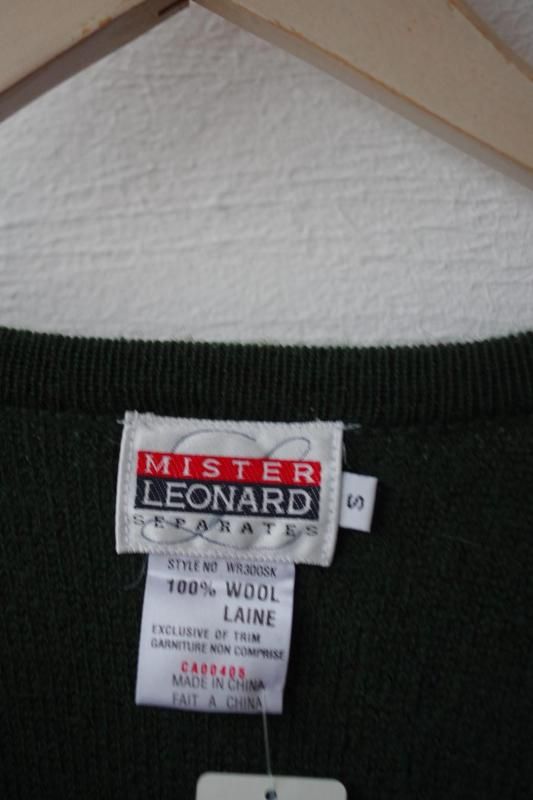 MISTER
LEONARD
SEPARATES
S
STYLE NO WR300SK
100% WOOL
LAINE
EXCLUSIVE OF TRIM
GARNITURE NON COMPRISE
CA00405
MADE IN CHINA
FAIT A CHINA